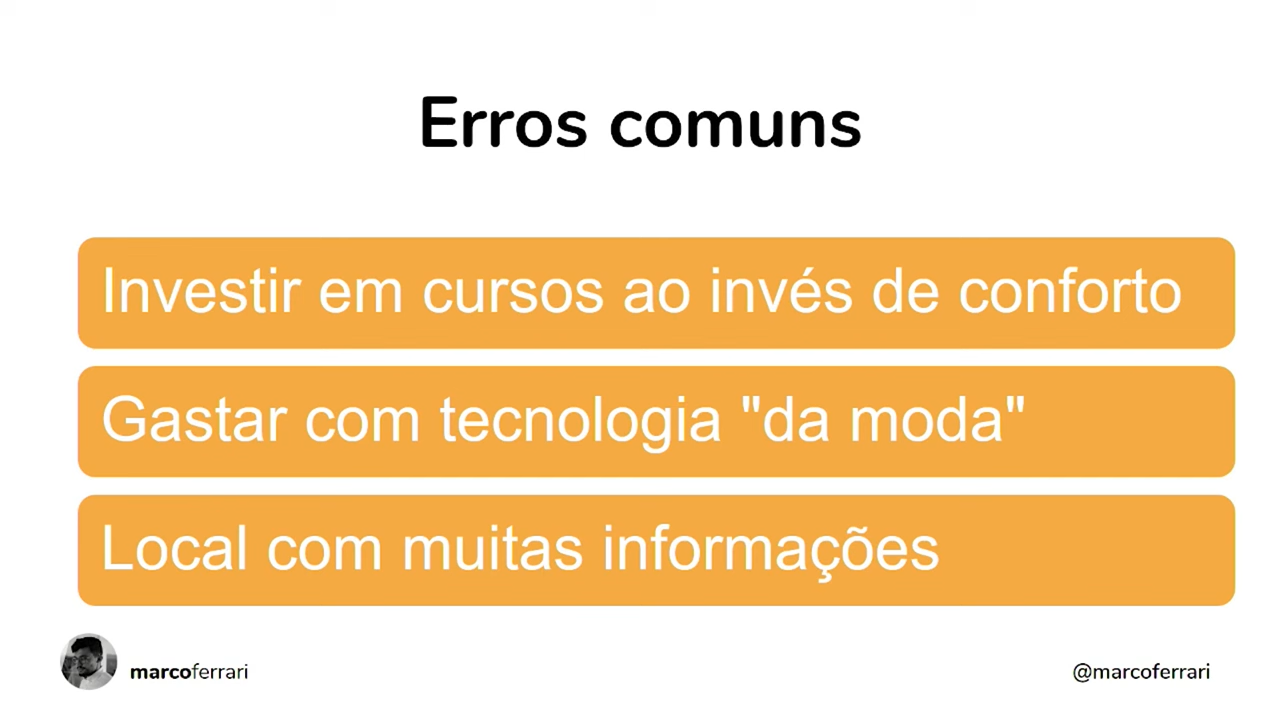 Erros comuns
Investir em cursos ao invés de conforto
Gastar com tecnologia "da moda"
Local com muitas informações
marcoferrari
@marcoferrari